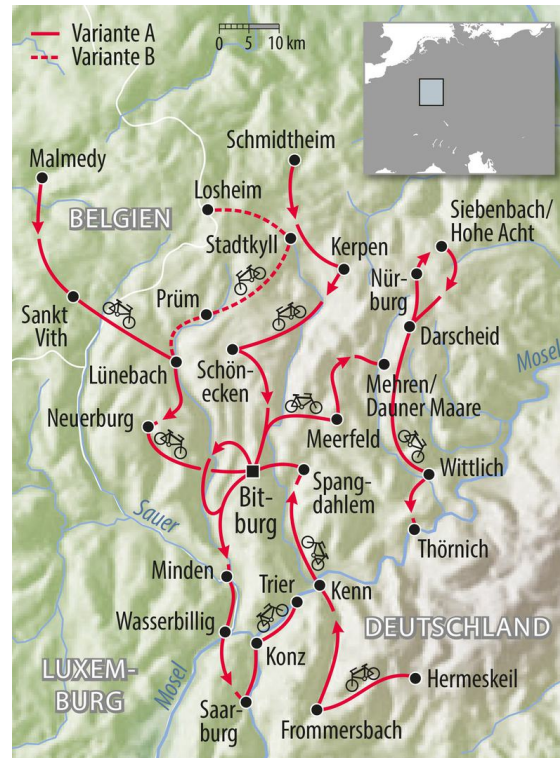 Variante A
Variante B
0 5 10 km
Schmidtheim
Malmedy
Losheim
Siebenbach/
Hohe Acht
BELGIEN
Stadtkyll
Kerpen
Nür-
burg
Prüm
Sankt
Vith
Darscheid
Mosel
Lünebach
Schön-
ecken
Mehren/
Dauner Maare
Neuerburg
Meerfeld
Wittlich
Spang-
dahlem
Bit-
burg
Sauer
Thörnich
Minden
Trier
Kenn
Wasserbillig
DEUTSCHLAND
Konz
LUXEM-
BURG
Mosel
Hermeskeil
Saar-
burg
Frommersbach